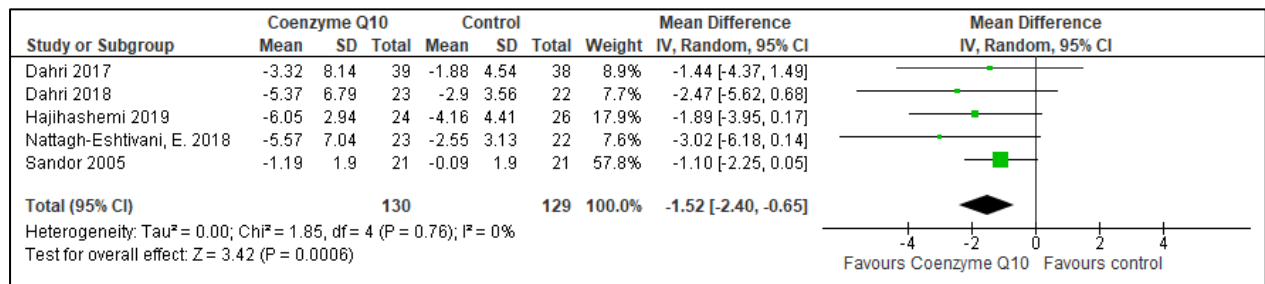 Coenzyme Q10 Control Mean Difference Mean Difference
Study or Subgroup Mean SD Total Mean SD Total Weight IV, Random, 95% CI IV, Random, 95% CI
Dahri 2017 -3.32 8.14 39 -1.88 4.54 38 8.9% -1.44 [-4.37, 1.49]
Dahri 2018 -5.37 6.79 23 -2.9 3.56 22 7.7% -2.47 [-5.62, 0.68]
Hajihashemi 2019 -6.05 2.94 24 -4.16 4.41 26 17.9% -1.89 [-3.95, 0.17]
Nattagh-Eshtivani, E. 2018 -5.57 7.04 23 -2.55 3.13 22 7.6% -3.02 [-6.18, 0.14]
Sandor 2005 -1.19 1.9 21 -0.09 1.9 21 57.8% -1.10 [-2.25, 0.05]
Total (95% CI) 130 129 100.0% -1.52 [-2.40, -0.65]
Heterogeneity: Tau² = 0.00; Chi² = 1.85, df = 4 (P = 0.76); I² = 0%
Test for overall effect: Z = 3.42 (P = 0.0006)
-4 -2 0 2 4
Favours Coenzyme Q10 Favours control